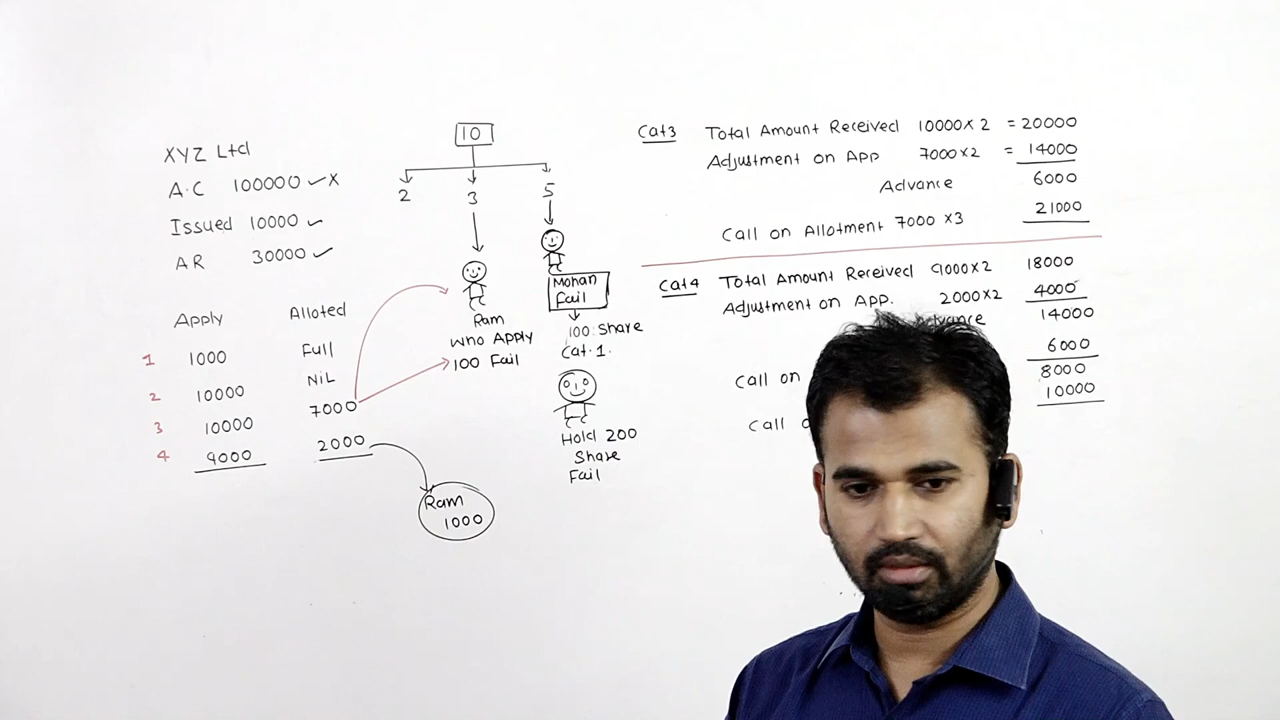 XYZ Ltd
A.C 100000 ✓ X
Issued 10000 ✓
AR 30000 ✓
Apply Alloted
1 1000 Full
2 10000 NiL
3 10000 7000
4 9000 2000
10
2 3 5
Ram
who Apply
100 Fail
Ram
1000
Mohan
Fail
100 Share
Cat.1.
Hold 200
Share
Fail
Cat3 Total Amount Received 10000×2 = 20000
Adjustment on App 7000×2 = 14000
Advance 6000
Call on Allotment 7000×3 21000
Cat4 Total Amount Received 9000×2 18000
Adjustment on App. 2000×2 4000
Advance 14000
6000
Call on 8000
Call 10000